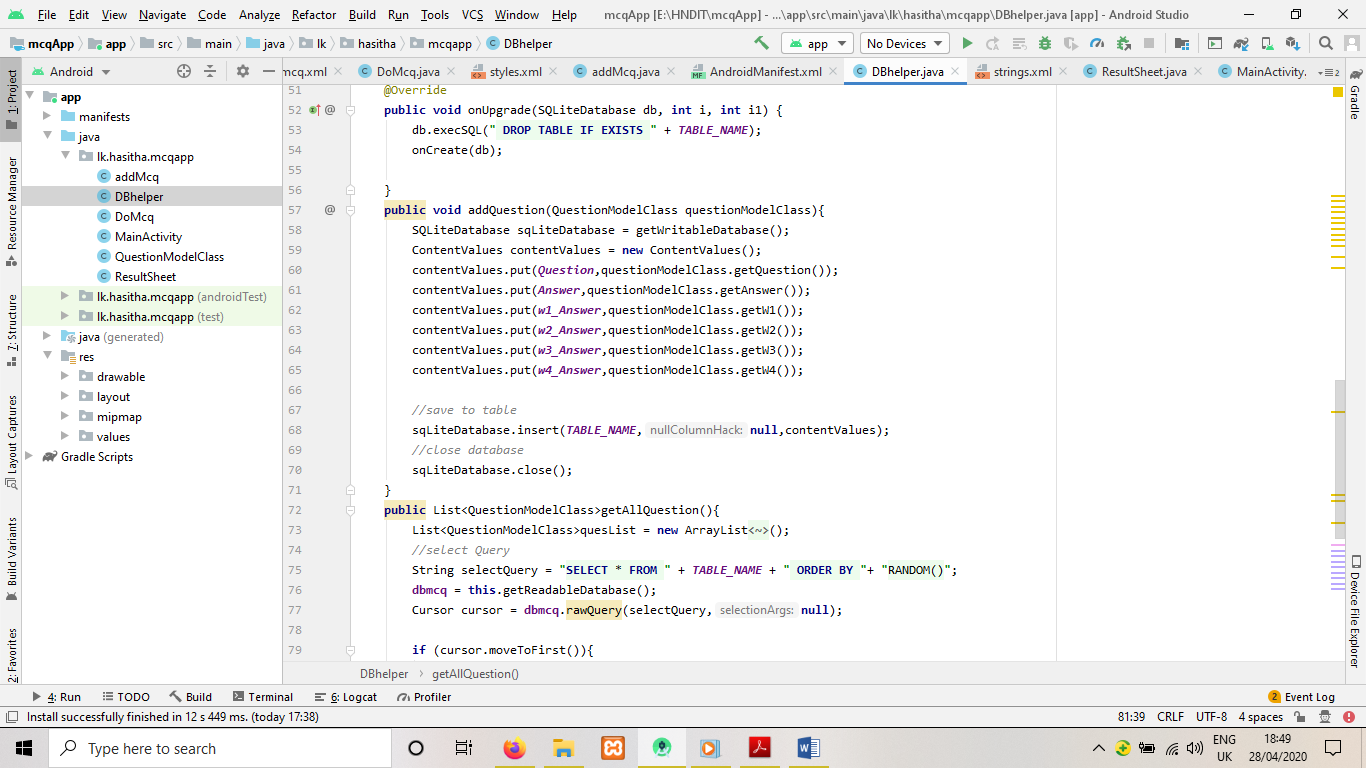 File Edit View Navigate Code Analyze Refactor Build Run Tools VCS Window Help mcqApp [E:\HNDIT\mcqApp] - ...\app\src\main\java\lk\hasitha\mcqapp\DBhelper.java [app] - Android Studio
mcqApp app src main java lk hasitha mcqapp DBhelper app No Devices
Android mcq.xml DoMcq.java styles.xml addMcq.java AndroidManifest.xml DBhelper.java strings.xml ResultSheet.java MainActivity.
1: Project
Resource Manager
7: Structure
Layout Captures
Build Variants
2: Favorites
app
manifests
java
lk.hasitha.mcqapp
addMcq
DBhelper
DoMcq
MainActivity
QuestionModelClass
ResultSheet
lk.hasitha.mcqapp (androidTest)
lk.hasitha.mcqapp (test)
java (generated)
res
drawable
layout
mipmap
values
Gradle Scripts
51 @Override
52 public void onUpgrade(SQLiteDatabase db, int i, int i1) {
53 db.execSQL(" DROP TABLE IF EXISTS " + TABLE_NAME);
54 onCreate(db);
55
56 }
57 public void addQuestion(QuestionModelClass questionModelClass){
58 SQLiteDatabase sqLiteDatabase = getWritableDatabase();
59 ContentValues contentValues = new ContentValues();
60 contentValues.put(Question,questionModelClass.getQuestion());
61 contentValues.put(Answer,questionModelClass.getAnswer());
62 contentValues.put(w1_Answer,questionModelClass.getW1());
63 contentValues.put(w2_Answer,questionModelClass.getW2());
64 contentValues.put(w3_Answer,questionModelClass.getW3());
65 contentValues.put(w4_Answer,questionModelClass.getW4());
66
67 //save to table
68 sqLiteDatabase.insert(TABLE_NAME, nullColumnHack: null,contentValues);
69 //close database
70 sqLiteDatabase.close();
71 }
72 public List<QuestionModelClass>getAllQuestion(){
73 List<QuestionModelClass>quesList = new ArrayList<~>();
74 //select Query
75 String selectQuery = "SELECT * FROM " + TABLE_NAME + " ORDER BY "+ "RANDOM()";
76 dbmcq = this.getReadableDatabase();
77 Cursor cursor = dbmcq.rawQuery(selectQuery, selectionArgs: null);
78
79 if (cursor.moveToFirst()){
DBhelper › getAllQuestion()
Gradle
Device File Explorer
4: Run TODO Build Terminal 6: Logcat Profiler 2 Event Log
Install successfully finished in 12 s 449 ms. (today 17:38) 81:39 CRLF UTF-8 4 spaces
Type here to search
ENG 18:49
UK 28/04/2020